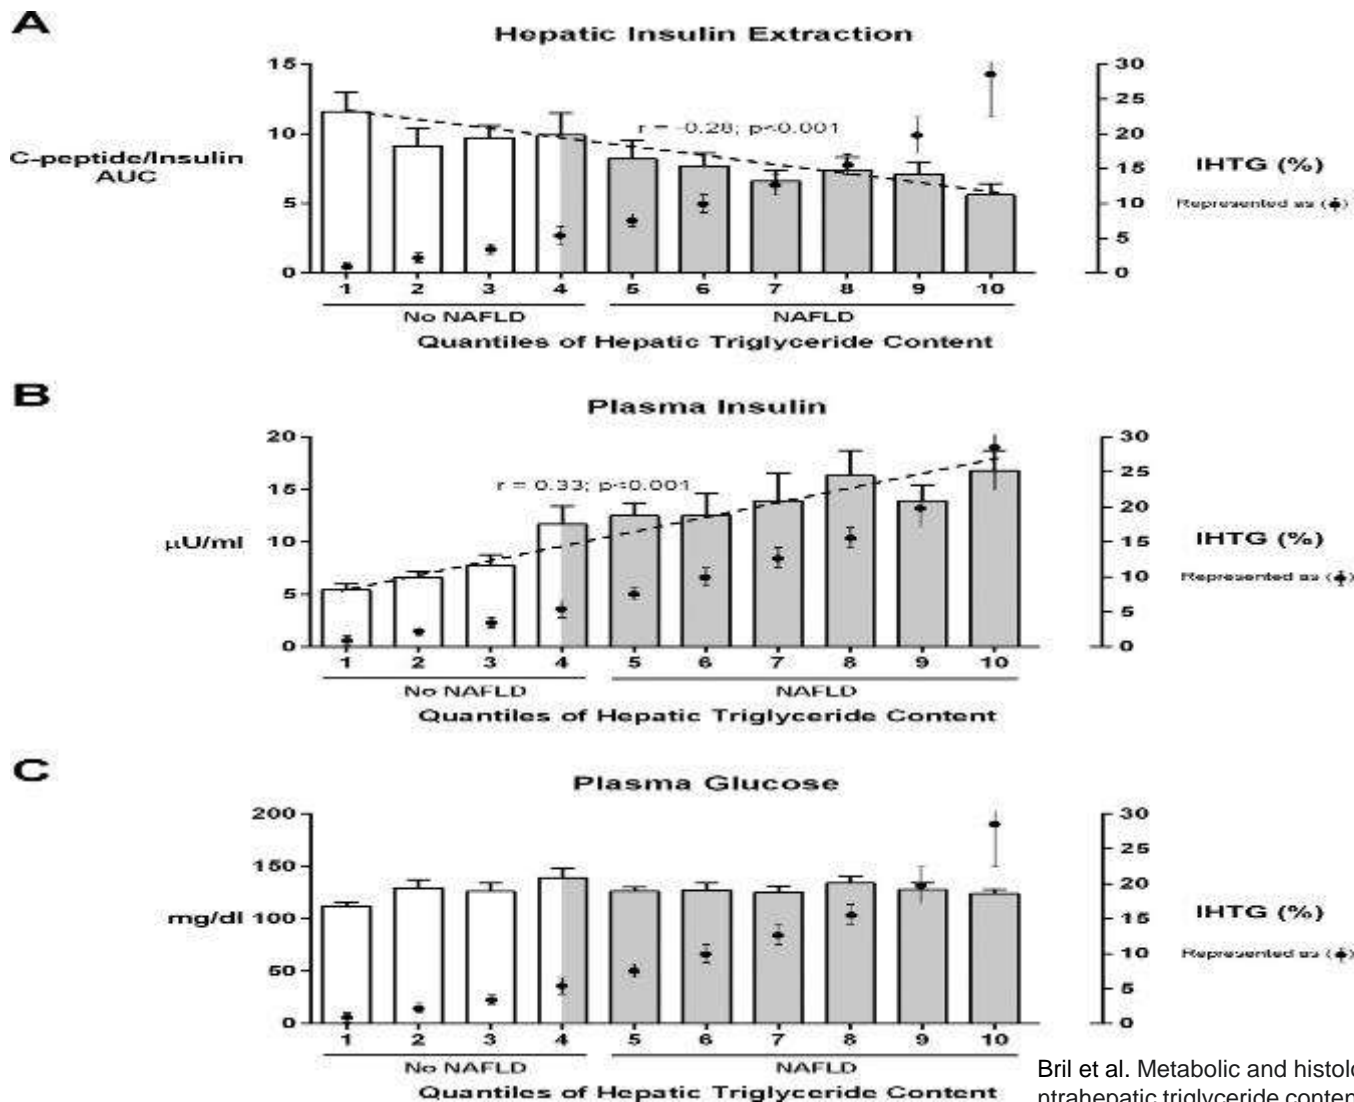 A
Hepatic Insulin Extraction
15
10
5
0
C-peptide/Insulin
AUC
r = -0.28; p<0.001
30
25
20
15
10
5
0
IHTG (%)
Represented as (⧫)
1 2 3 4 5 6 7 8 9 10
No NAFLD NAFLD
Quantiles of Hepatic Triglyceride Content
B
Plasma Insulin
20
15
10
5
0
μU/ml
r = 0.33; p<0.001
30
25
20
15
10
5
0
IHTG (%)
Represented as (⧫)
1 2 3 4 5 6 7 8 9 10
No NAFLD NAFLD
Quantiles of Hepatic Triglyceride Content
C
Plasma Glucose
200
150
100
50
0
mg/dl
30
25
20
15
10
5
0
IHTG (%)
Represented as (⧫)
1 2 3 4 5 6 7 8 9 10
No NAFLD NAFLD
Quantiles of Hepatic Triglyceride Content
Bril et al. Metabolic and histolo
ntrahepatic triglyceride conten